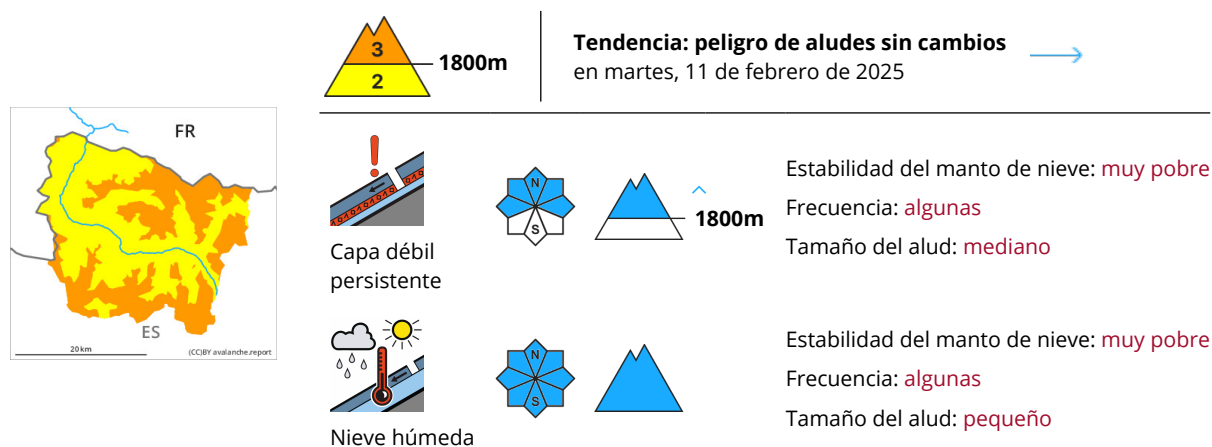 3
2
1800m
Tendencia: peligro de aludes sin cambios
en martes, 11 de febrero de 2025
FR
ES
20 km
(CC)BY avalanche.report
N
S
1800m
Capa débil
persistente
Estabilidad del manto de nieve: muy pobre
Frecuencia: algunas
Tamaño del alud: mediano
N
S
Nieve húmeda
Estabilidad del manto de nieve: muy pobre
Frecuencia: algunas
Tamaño del alud: pequeño